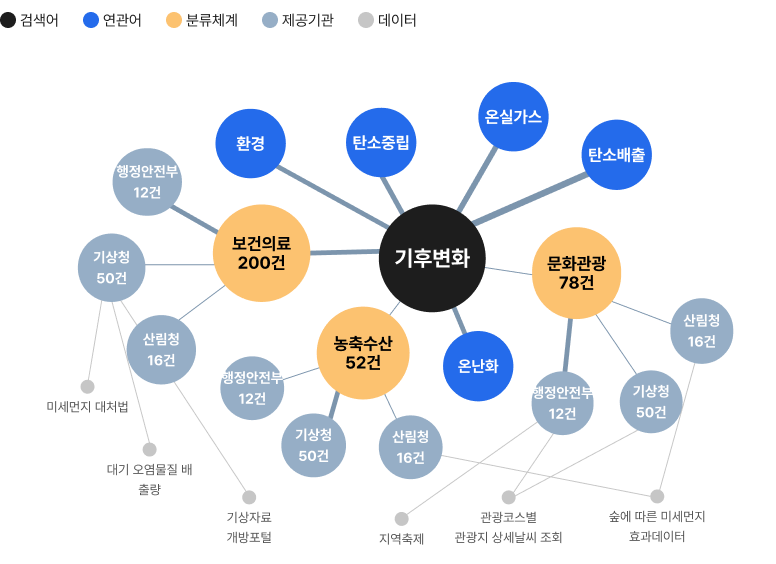 검색어
연관어
분류체계
제공기관
데이터
온실가스
환경
탄소중립
탄소배출
행정안전부
12건
보건의료
200건
기후변화
문화관광
78건
기상청
50건
산림청
16건
산림청
16건
농축수산
52건
온난화
행정안전부
12건
행정안전부
12건
기상청
50건
기상청
50건
산림청
16건
미세먼지 대처법
대기 오염물질 배
출량
기상자료
개방포털
지역축제
관광코스별
관광지 상세날씨 조회
숲에 따른 미세먼지
효과데이터